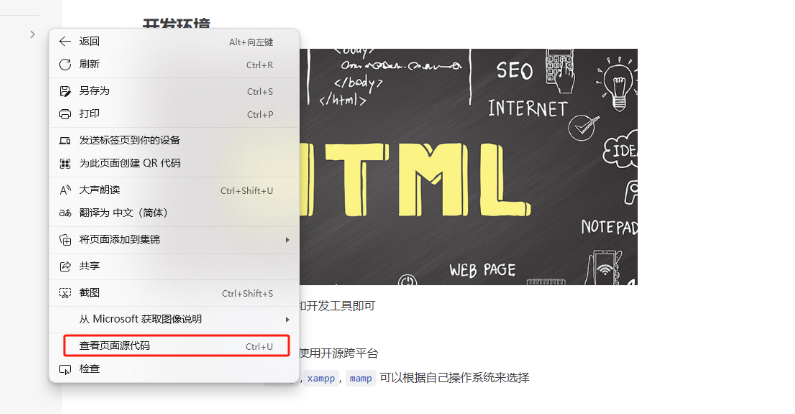 开发环境
返回 Alt+向左键
刷新 Ctrl+R
另存为 Ctrl+S
打印 Ctrl+P
发送标签页到你的设备
为此页面创建 QR 代码
大声朗读 Ctrl+Shift+U
翻译为 中文（简体）
将页面添加到集锦
共享
截图 Ctrl+Shift+S
从 Microsoft 获取图像说明
查看页面源代码 Ctrl+U
检查
</body>
</html>
SEO
INTERNET
IDEA
HTML
NOTEPAD
WEB PAGE
和开发工具即可
使用开源跨平台
, xampp, mamp 可以根据自己操作系统来选择